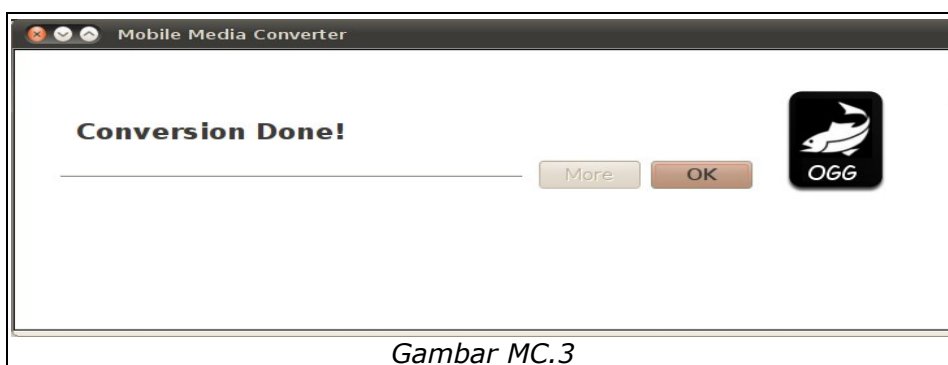 Mobile Media Converter
Conversion Done!
More
OK
OGG
Gambar MC.3